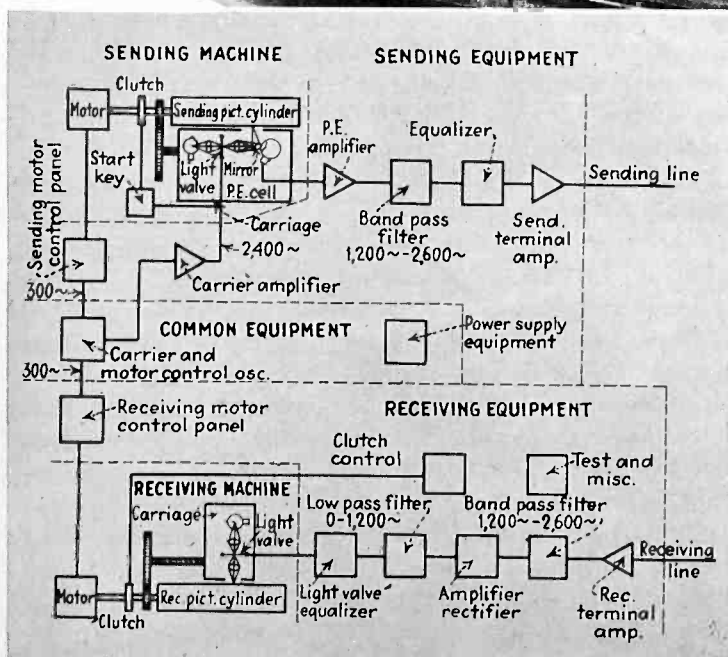 SENDING MACHINE
SENDING EQUIPMENT
Clutch
Motor
Sending pict. cylinder
P.E.
amplifier
Equalizer
Light
valve
Mirror
P.E. cell
Start
key
Sending motor
control panel
Sending line
Carriage
Band pass
filter
1,200~-2,600~
Send.
terminal
amp.
2,400~
Carrier amplifier
300~
COMMON EQUIPMENT
Power supply
equipment
Carrier and
motor control osc.
300~
Receiving motor
control panel
RECEIVING EQUIPMENT
Clutch
control
Test and
misc.
RECEIVING MACHINE
Carriage
Light
valve
Low pass filter,
0-1,200~
Band pass filter
1,200~-2,600~
Receiving
line
Motor
Clutch
Rec. pict. cylinder
Light valve
equalizer
Amplifier
rectifier
Rec.
terminal
amp.